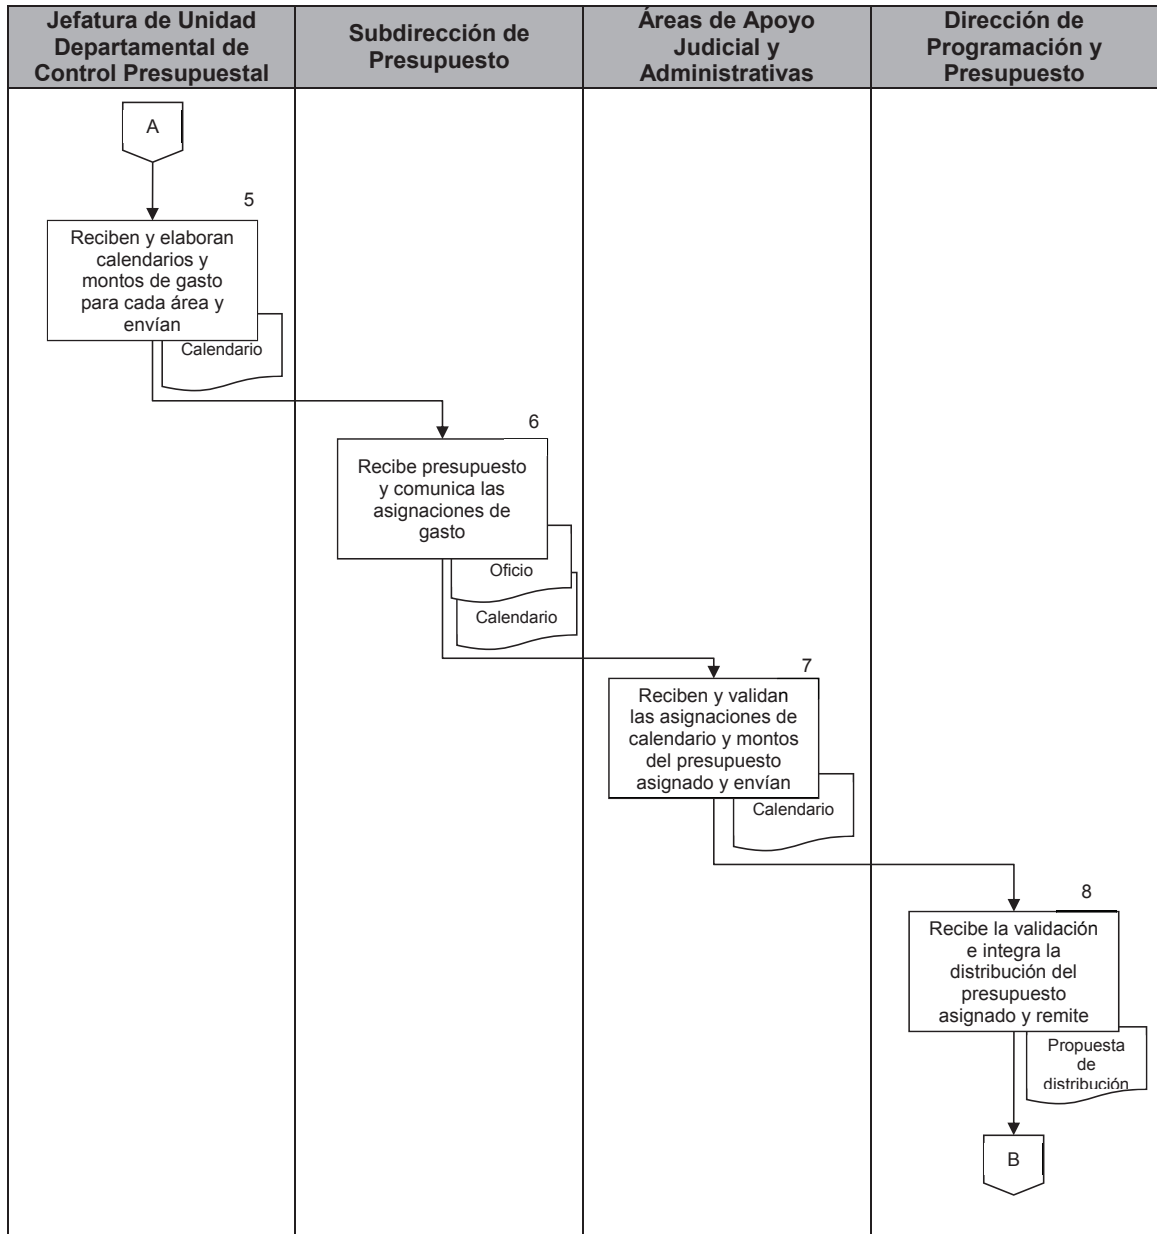 Jefatura de Unidad
Departamental de
Control Presupuestal
Subdirección de
Presupuesto
Áreas de Apoyo
Judicial y
Administrativas
Dirección de
Programación y
Presupuesto
A
5
Reciben y elaboran
calendarios y
montos de gasto
para cada área y
envían
Calendario
6
Recibe presupuesto
y comunica las
asignaciones de
gasto
Oficio
Calendario
7
Reciben y validan
las asignaciones de
calendario y montos
del presupuesto
asignado y envían
Calendario
8
Recibe la validación
e integra la
distribución del
presupuesto
asignado y remite
Propuesta
de
distribución
B